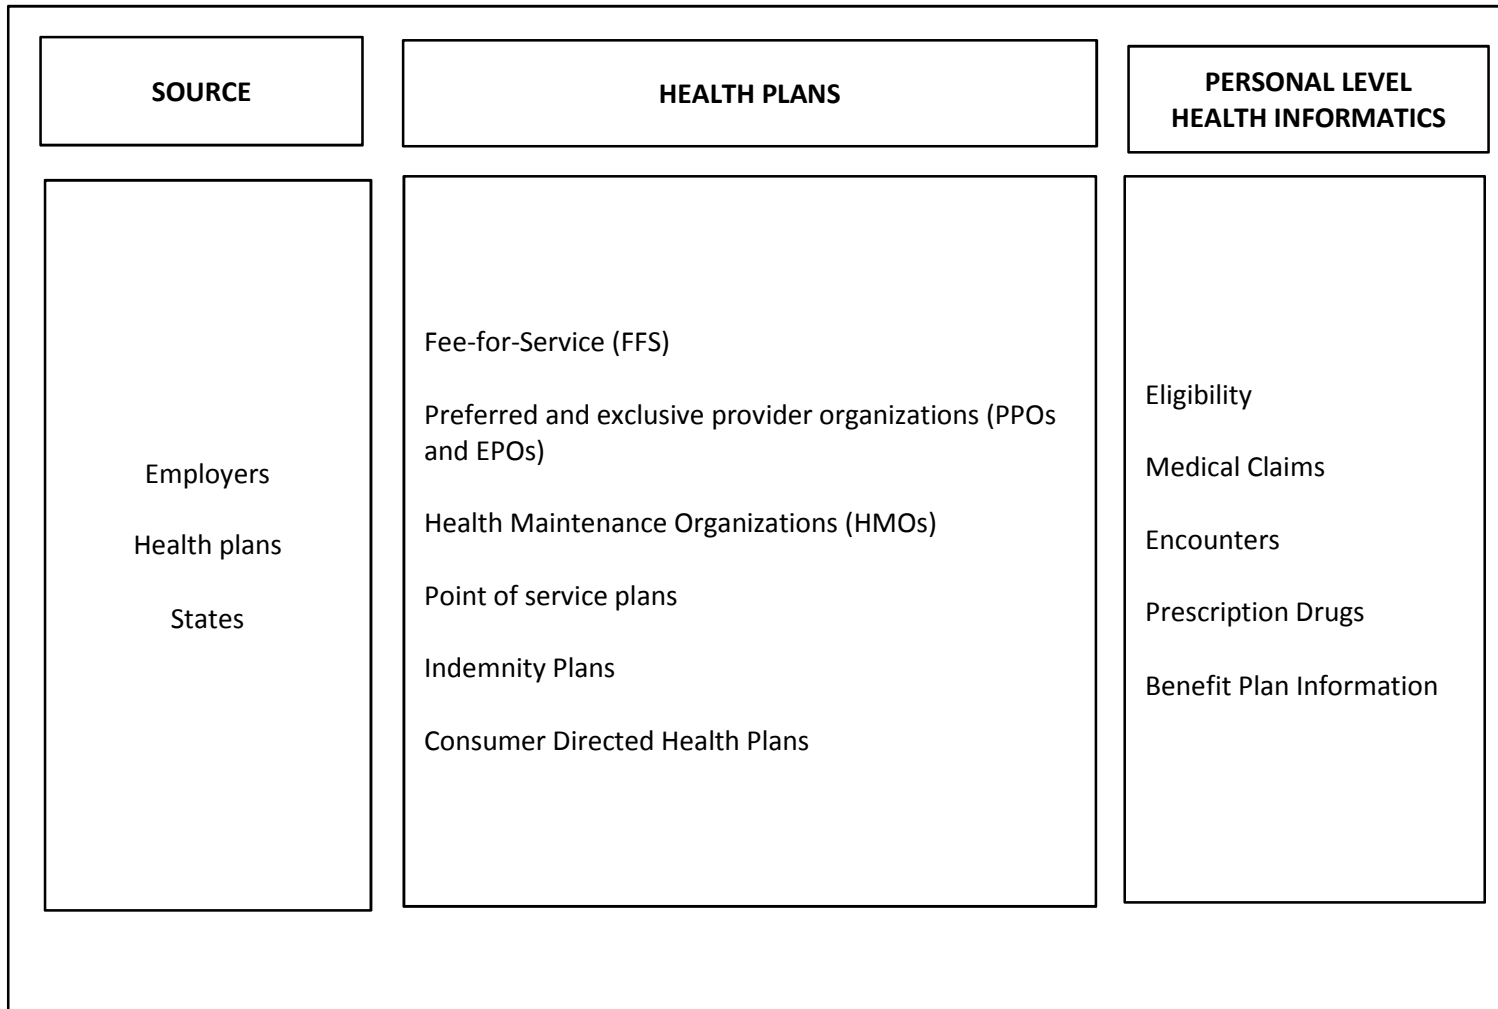 SOURCE
HEALTH PLANS
PERSONAL LEVEL
HEALTH INFORMATICS
Employers
Health plans
States
Fee-for-Service (FFS)
Preferred and exclusive provider organizations (PPOs
and EPOs)
Health Maintenance Organizations (HMOs)
Point of service plans
Indemnity Plans
Consumer Directed Health Plans
Eligibility
Medical Claims
Encounters
Prescription Drugs
Benefit Plan Information